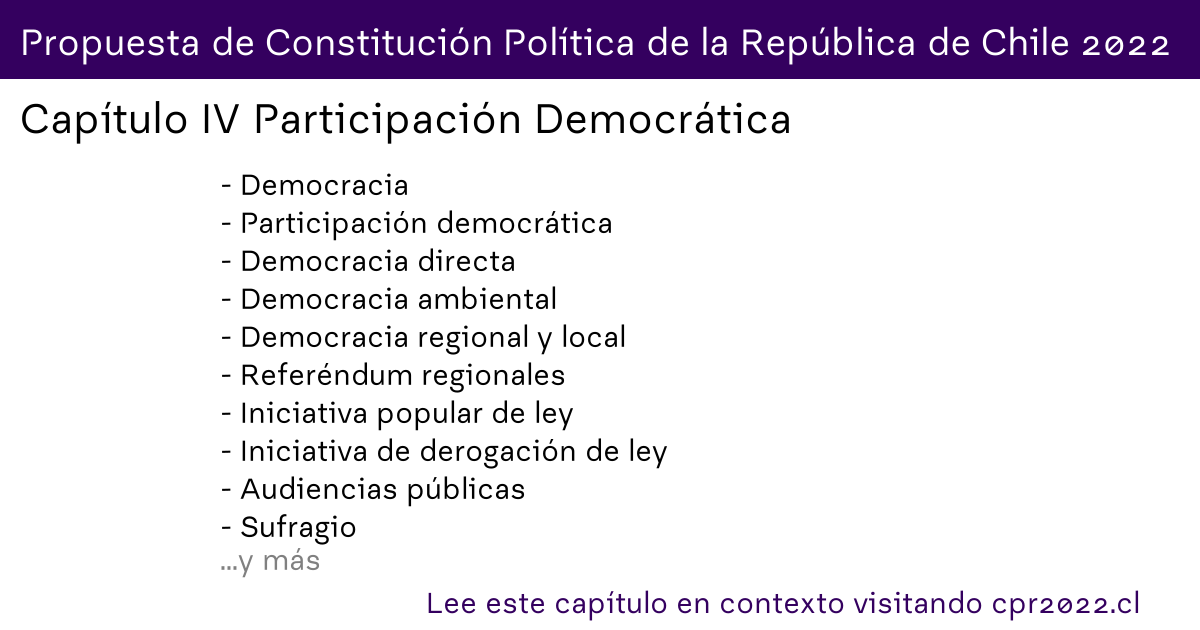 Propuesta de Constitución Política de la República de Chile 2022
Capítulo IV Participación Democrática
- Democracia
- Participación democrática
- Democracia directa
- Democracia ambiental
- Democracia regional y local
- Referéndum regionales
- Iniciativa popular de ley
- Iniciativa de derogación de ley
- Audiencias públicas
- Sufragio
...y más
Lee este capítulo en contexto visitando cpr2022.cl